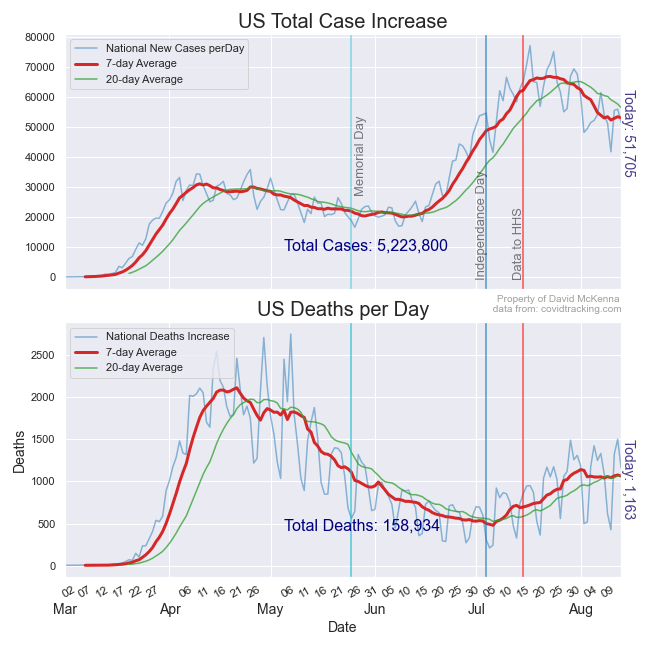 US Total Case Increase
80000
70000
60000
50000
40000
30000
20000
10000
0
National New Cases perDay
7-day Average
20-day Average
Memorial Day
Independance Day
Data to HHS
Total Cases: 5,223,800
Today: 51,705
Property of David McKenna
data from: covidtracking.com
US Deaths per Day
Deaths
2500
2000
1500
1000
500
0
National Deaths Increase
7-day Average
20-day Average
Total Deaths: 158,934
Today: 1,163
02 07 12 17 22 27 06 11 16 21 26 06 11 16 21 26 05 10 15 20 25 30 05 10 15 20 25 30 04 09
Mar Apr May Jun Jul Aug
Date